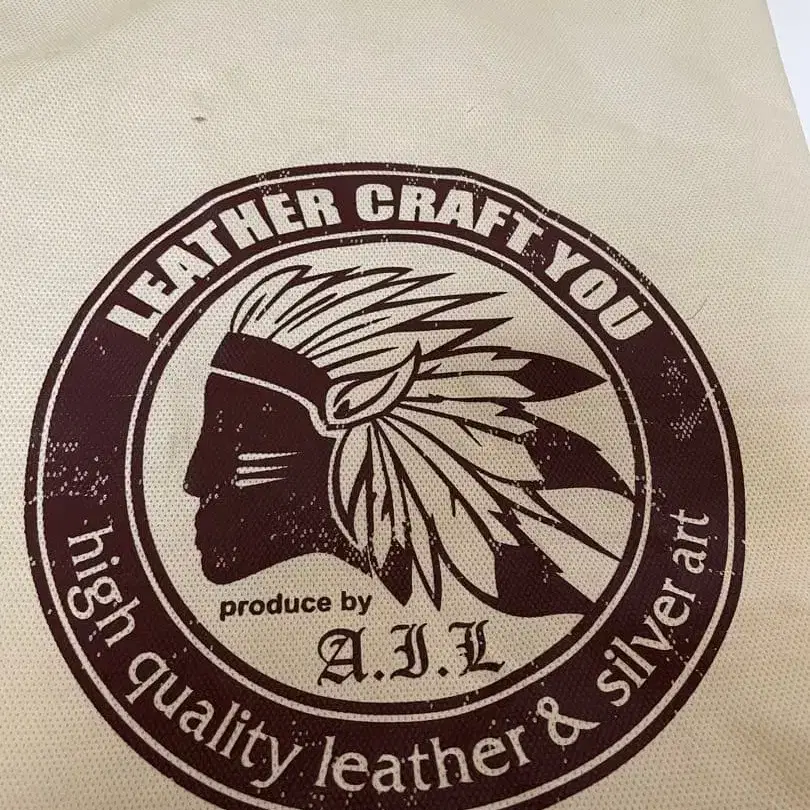 LEATHER CRAFT YOU
produce by
A.I.L
high quality leather & silver art